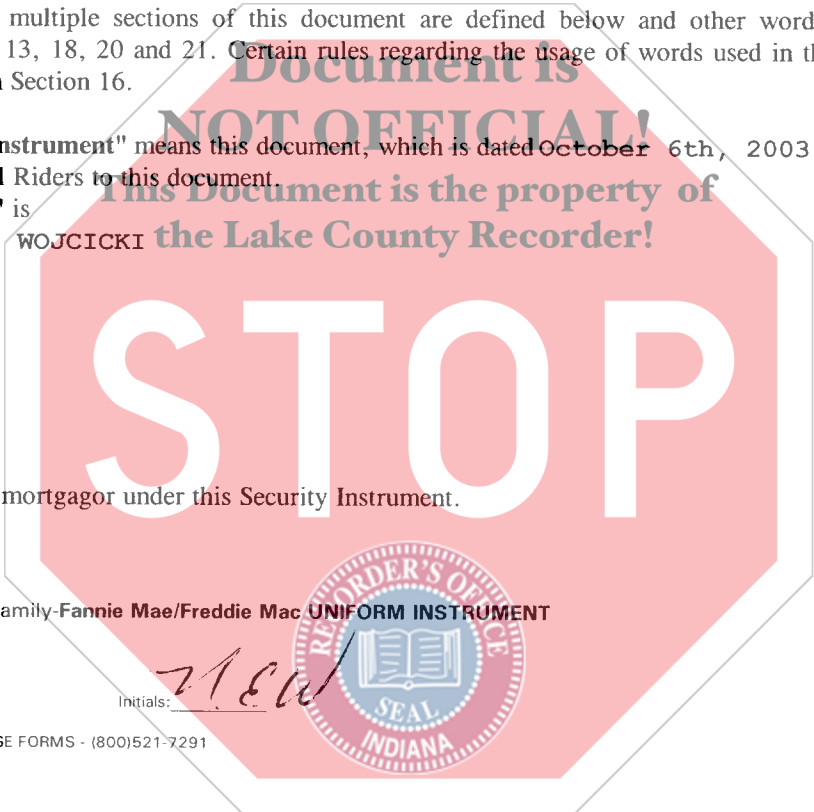 multiple sections of this document are defined below and other word
13, 18, 20 and 21. Certain rules regarding the usage of words used in th
Section 16.
Document is
NOT OFFICIAL!
nstrument" means this document, which is dated October 6th, 2003
Riders to this document.
This Document is the property of
" is
WOJCICKI
the Lake County Recorder!
STOP
mortgagor under this Security Instrument.
RECORDER'S OFFICE
amily-Fannie Mae/Freddie Mac UNIFORM INSTRUMENT
Initials: NEW
SEAL
INDIANA
GE FORMS - (800)521-7291